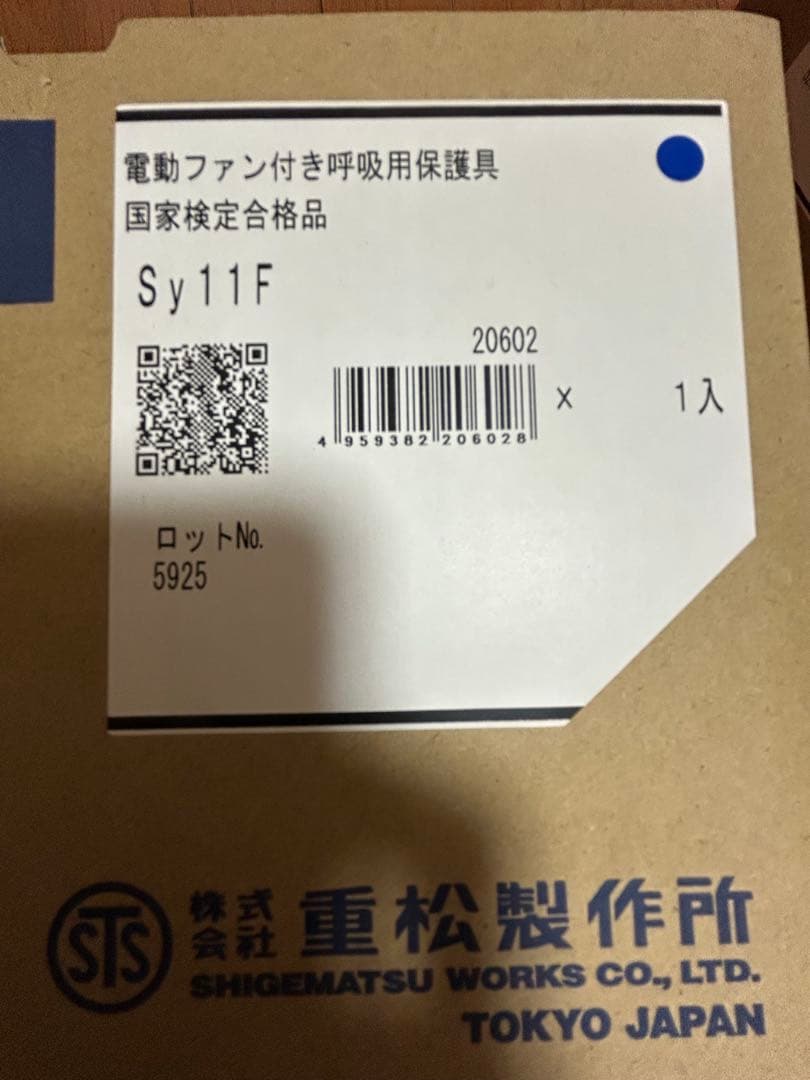 電動ファン付き呼吸用保護具
国家検定合格品
Sy11F
20602
4 959382 206028
× 1入
ロットNo.
5925
STS
株式会社 重松製作所
SHIGEMATSU WORKS CO., LTD.
TOKYO JAPAN